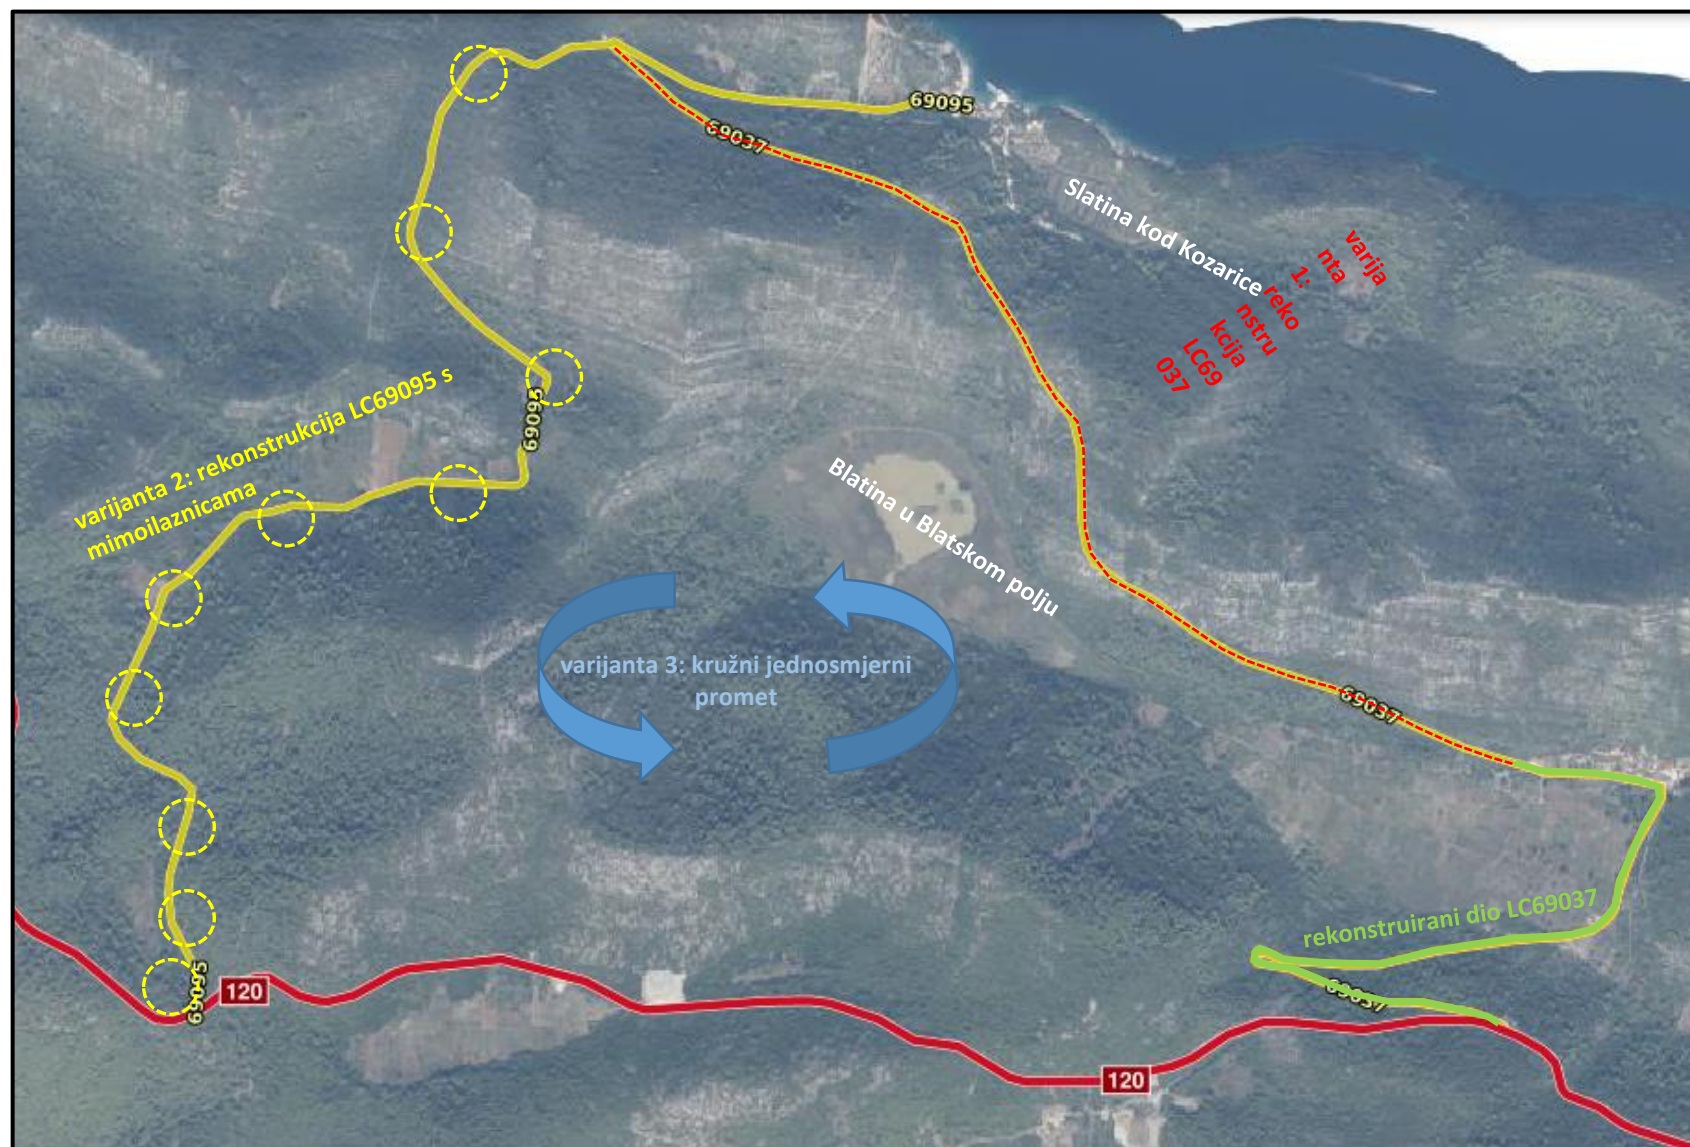 69095
69037
Slatina kod Kozarice
varija
nta
1:
reko
nstru
kcija
LC69
037
varijanta 2: rekonstrukcija LC69095 s
mimoilaznicama
69095
Blatina u Blatskom polju
varijanta 3: kružni jednosmjerni
promet
69037
rekonstruirani dio LC69037
69037
69095
120
120